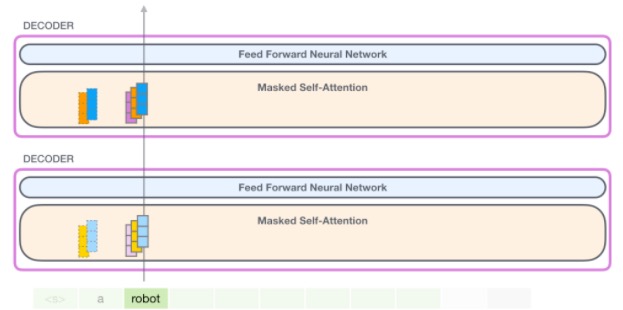 DECODER
Feed Forward Neural Network
Masked Self-Attention
DECODER
Feed Forward Neural Network
Masked Self-Attention
<s> a robot